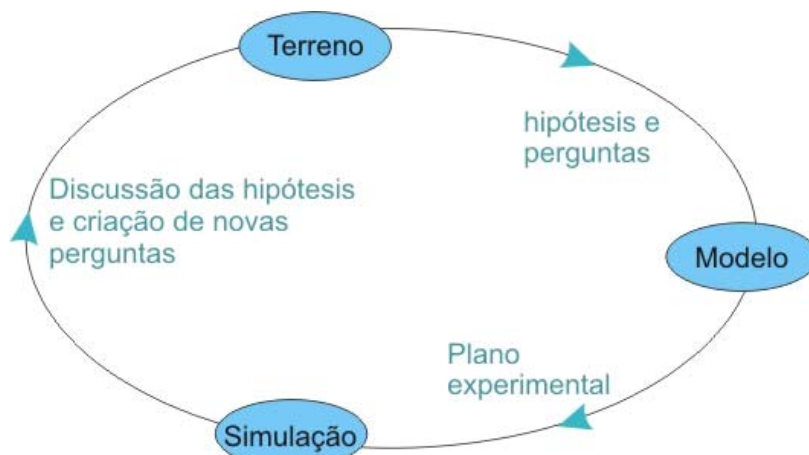 Terreno
hipótesis e
perguntas
Discussão das hipótesis
e criação de novas
perguntas
Modelo
Plano
experimental
Simulação